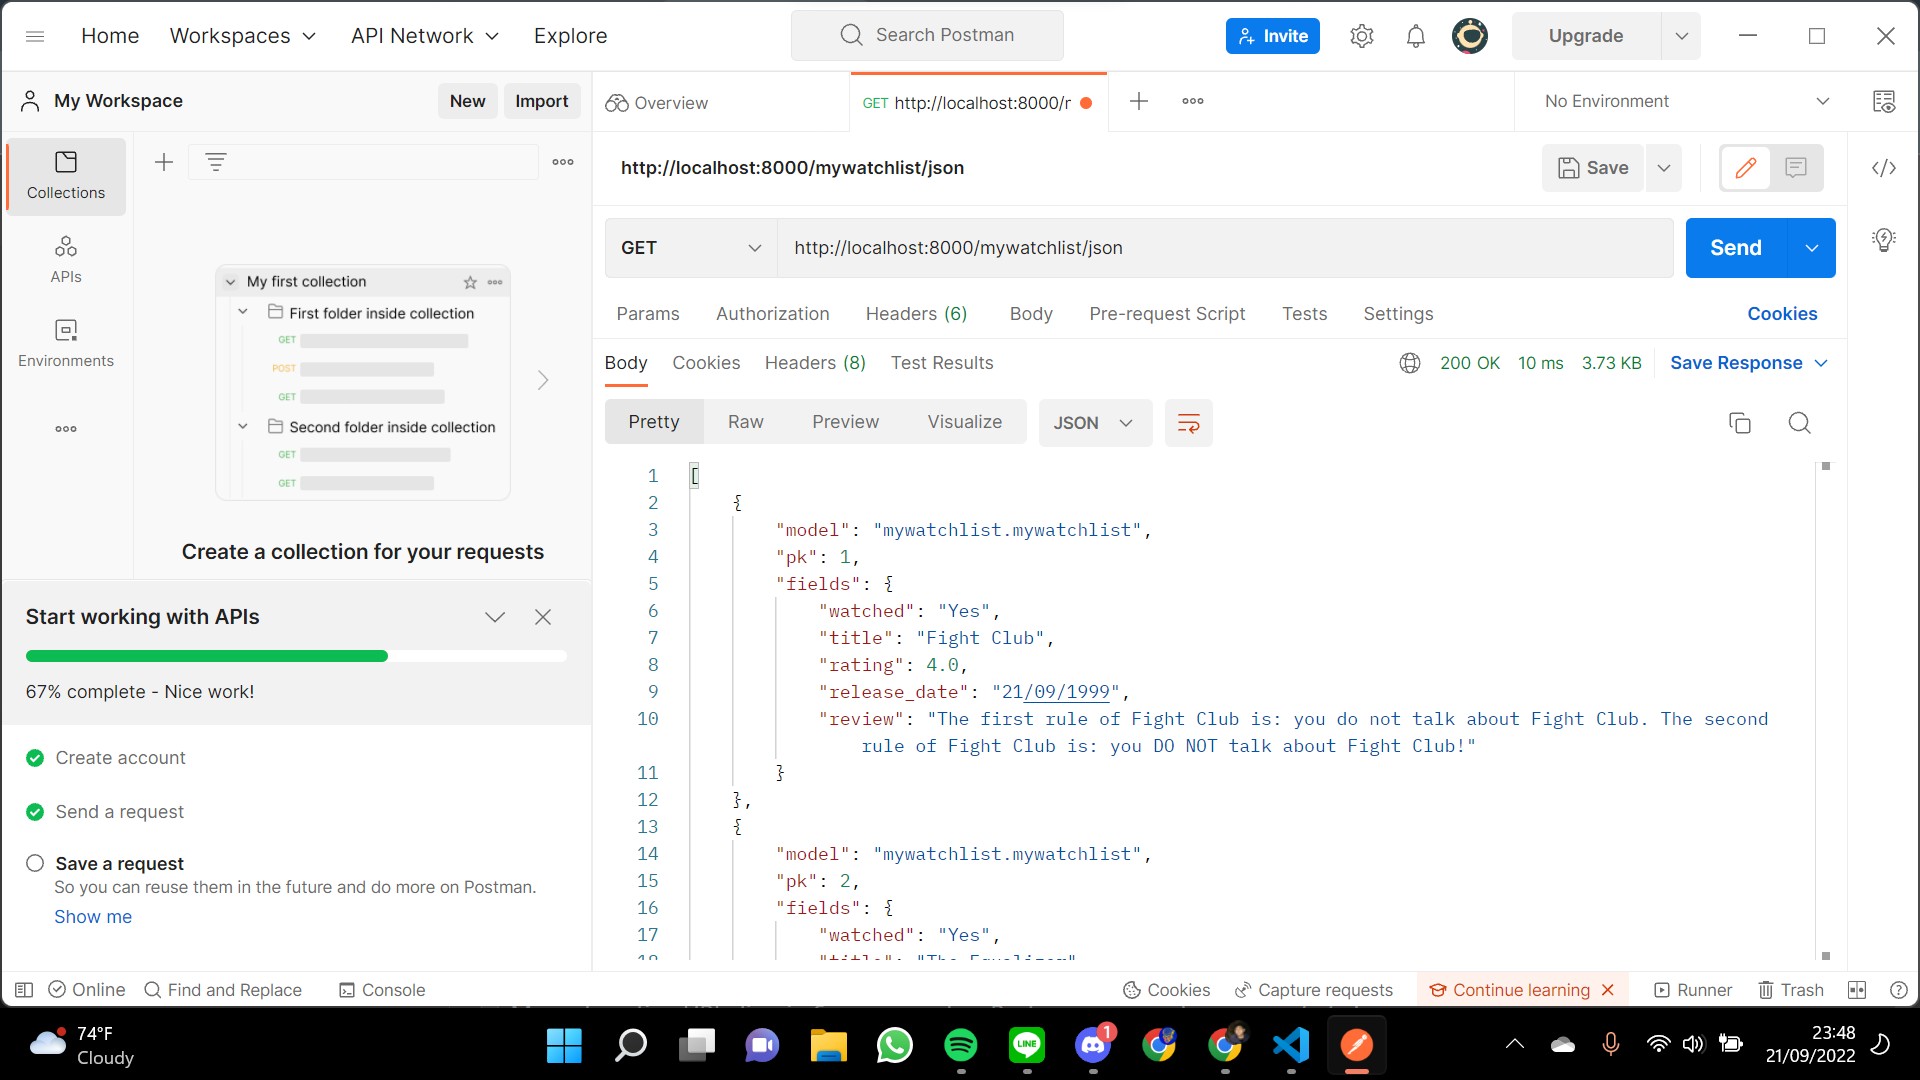 Home
Workspaces
API Network
Explore
Search Postman
Invite
Upgrade
My Workspace
New
Import
Overview
GET http://localhost:8000/r
No Environment
Collections
APIs
Environments
My first collection
First folder inside collection
GET
POST
GET
Second folder inside collection
GET
GET
Create a collection for your requests
Start working with APIs
67% complete - Nice work!
Create account
Send a request
Save a request
So you can reuse them in the future and do more on Postman.
Show me
http://localhost:8000/mywatchlist/json
Save
GET
http://localhost:8000/mywatchlist/json
Send
Params
Authorization
Headers (6)
Body
Pre-request Script
Tests
Settings
Cookies
Body
Cookies
Headers (8)
Test Results
200 OK
10 ms
3.73 KB
Save Response
Pretty
Raw
Preview
Visualize
JSON
1 [
2 {
3 "model": "mywatchlist.mywatchlist",
4 "pk": 1,
5 "fields": {
6 "watched": "Yes",
7 "title": "Fight Club",
8 "rating": 4.0,
9 "release_date": "21/09/1999",
10 "review": "The first rule of Fight Club is: you do not talk about Fight Club. The second
rule of Fight Club is: you DO NOT talk about Fight Club!"
11 }
12 },
13 {
14 "model": "mywatchlist.mywatchlist",
15 "pk": 2,
16 "fields": {
17 "watched": "Yes",
18 "title": "The Equalizer"
Online
Find and Replace
Console
Cookies
Capture requests
Continue learning
Runner
Trash
74°F
Cloudy
LINE
1
23:48
21/09/2022